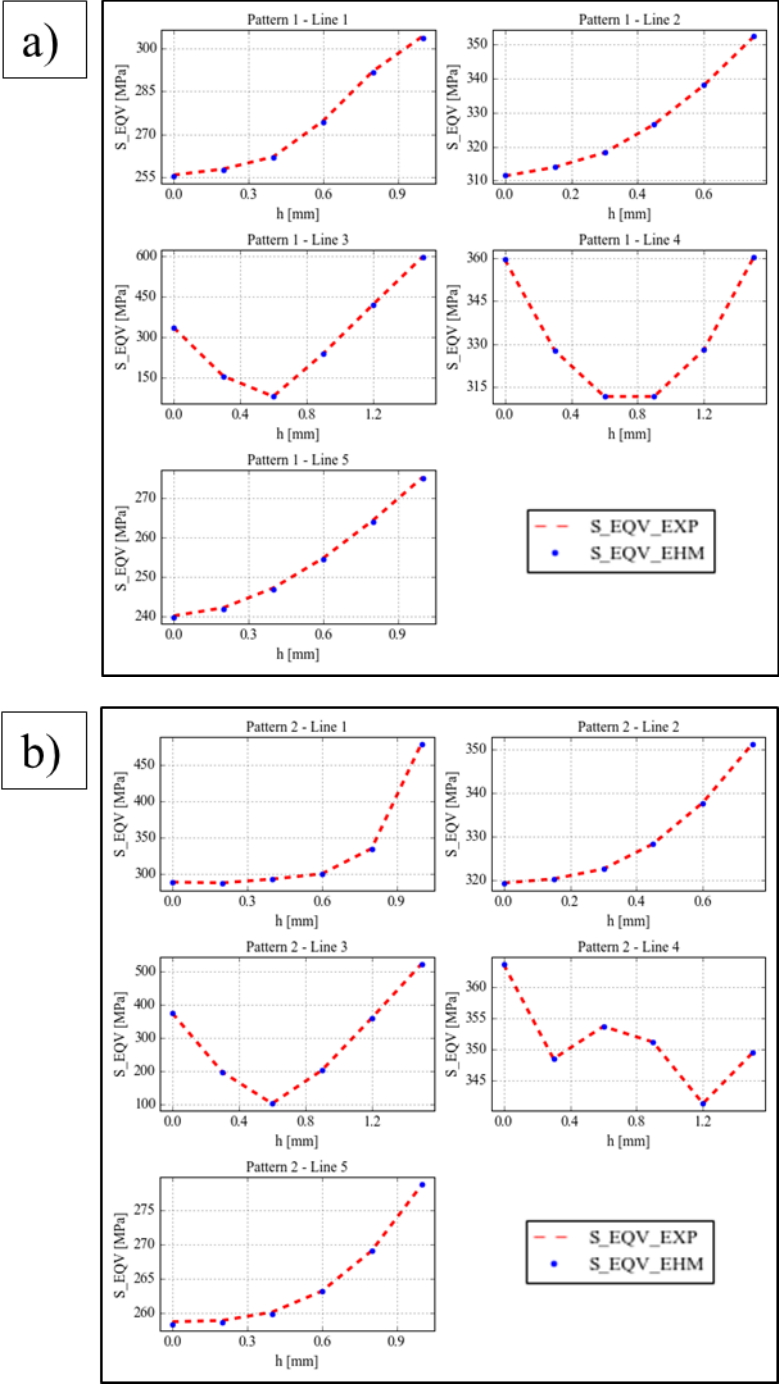 a)
Pattern 1 - Line 1
S_EQV [MPa]
300
285
270
255
0.0 0.3 0.6 0.9
h [mm]
Pattern 1 - Line 2
S_EQV [MPa]
350
340
330
320
310
0.0 0.2 0.4 0.6
h [mm]
Pattern 1 - Line 3
S_EQV [MPa]
600
450
300
150
0.0 0.4 0.8 1.2
h [mm]
Pattern 1 - Line 4
S_EQV [MPa]
360
345
330
315
0.0 0.4 0.8 1.2
h [mm]
Pattern 1 - Line 5
S_EQV [MPa]
270
260
250
240
0.0 0.3 0.6 0.9
h [mm]
S_EQV_EXP
S_EQV_EHM
b)
Pattern 2 - Line 1
S_EQV [MPa]
450
400
350
300
0.0 0.3 0.6 0.9
h [mm]
Pattern 2 - Line 2
S_EQV [MPa]
350
340
330
320
0.0 0.2 0.4 0.6
h [mm]
Pattern 2 - Line 3
S_EQV [MPa]
500
400
300
200
100
0.0 0.4 0.8 1.2
h [mm]
Pattern 2 - Line 4
S_EQV [MPa]
360
355
350
345
0.0 0.4 0.8 1.2
h [mm]
Pattern 2 - Line 5
S_EQV [MPa]
275
270
265
260
0.0 0.3 0.6 0.9
h [mm]
S_EQV_EXP
S_EQV_EHM